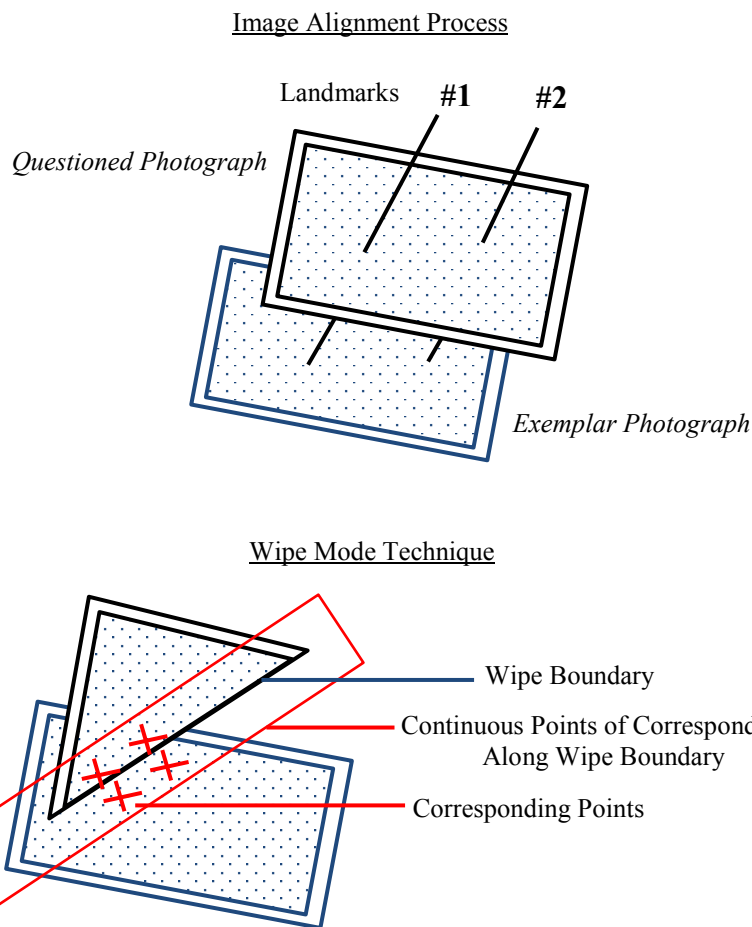 Image Alignment Process
Landmarks #1 #2
Questioned Photograph
Exemplar Photograph
Wipe Mode Technique
Wipe Boundary
Continuous Points of Correspond
Along Wipe Boundary
Corresponding Points